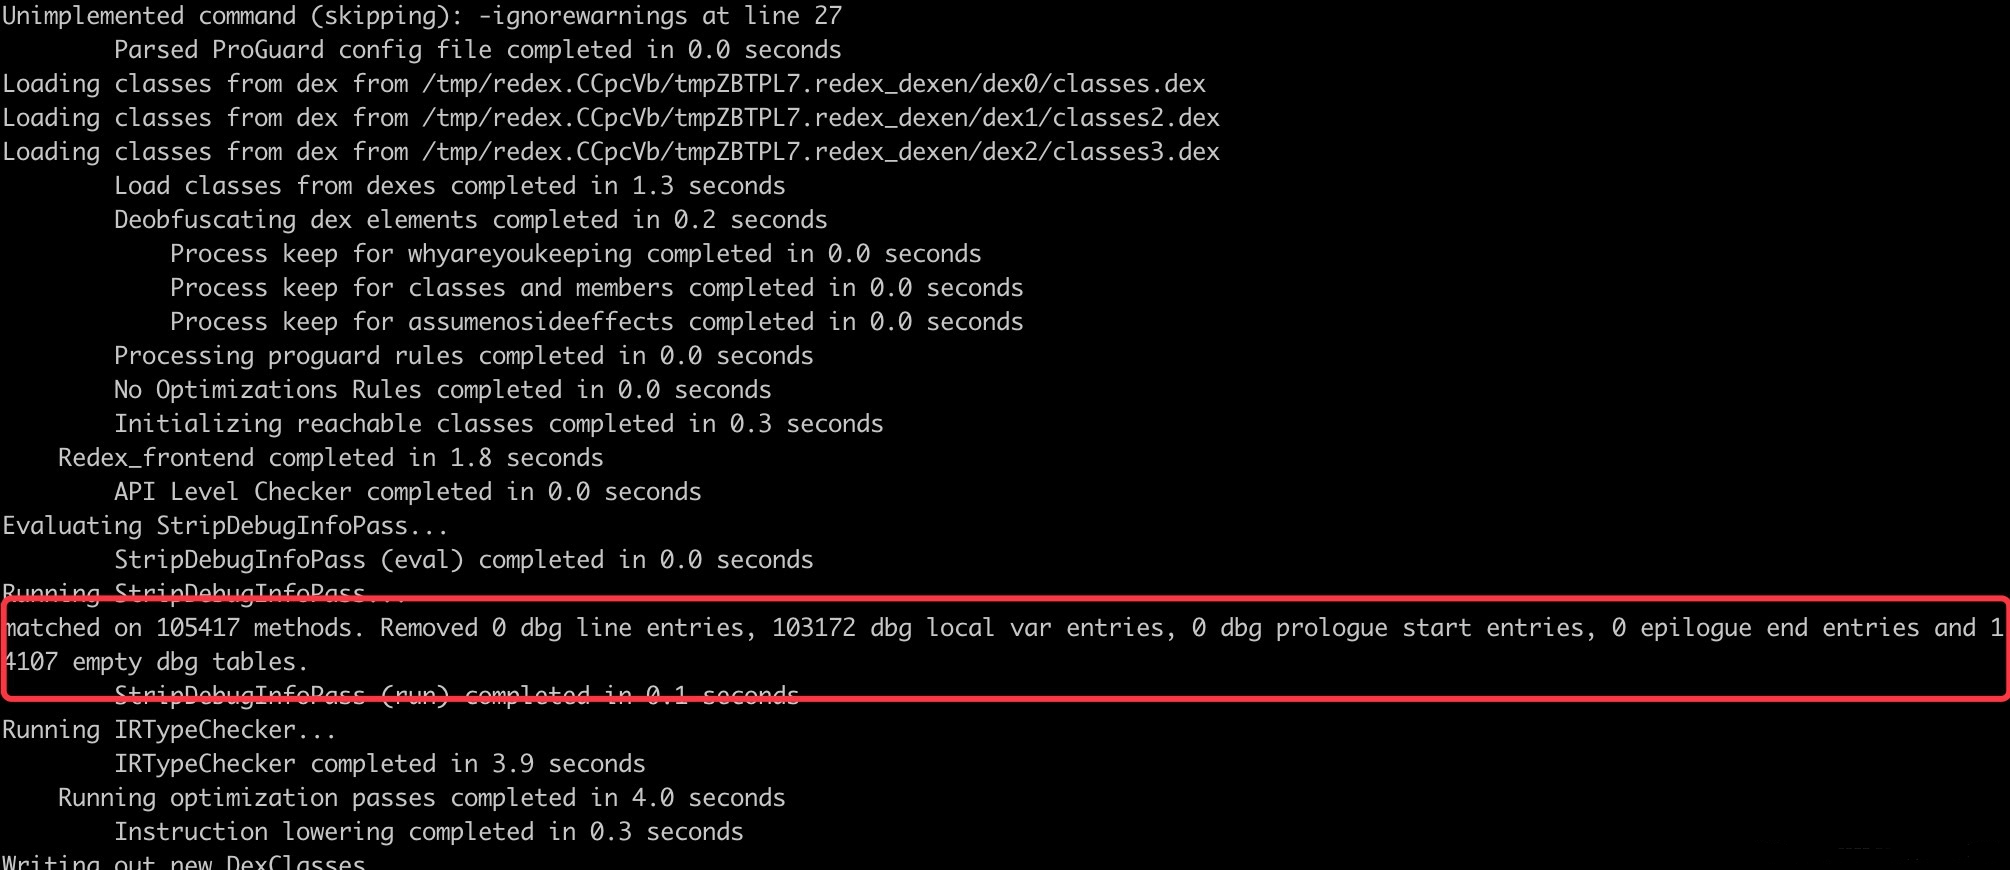 Unimplemented command (skipping): -ignorewarnings at line 27
Parsed ProGuard config file completed in 0.0 seconds
Loading classes from dex from /tmp/redex.CCpcVb/tmpZBTPL7.redex_dexen/dex0/classes.dex
Loading classes from dex from /tmp/redex.CCpcVb/tmpZBTPL7.redex_dexen/dex1/classes2.dex
Loading classes from dex from /tmp/redex.CCpcVb/tmpZBTPL7.redex_dexen/dex2/classes3.dex
Load classes from dexes completed in 1.3 seconds
Deobfuscating dex elements completed in 0.2 seconds
Process keep for whyareyoukeeping completed in 0.0 seconds
Process keep for classes and members completed in 0.0 seconds
Process keep for assumenosideeffects completed in 0.0 seconds
Processing proguard rules completed in 0.0 seconds
No Optimizations Rules completed in 0.0 seconds
Initializing reachable classes completed in 0.3 seconds
Redex_frontend completed in 1.8 seconds
API Level Checker completed in 0.0 seconds
Evaluating StripDebugInfoPass...
StripDebugInfoPass (eval) completed in 0.0 seconds
Running StripDebugInfoPass...
matched on 105417 methods. Removed 0 dbg line entries, 103172 dbg local var entries, 0 dbg prologue start entries, 0 epilogue end entries and 1
4107 empty dbg tables.
StripDebugInfoPass (run) completed in 0.1 seconds
Running IRTypeChecker...
IRTypeChecker completed in 3.9 seconds
Running optimization passes completed in 4.0 seconds
Instruction lowering completed in 0.3 seconds
Writing out new DexClasses